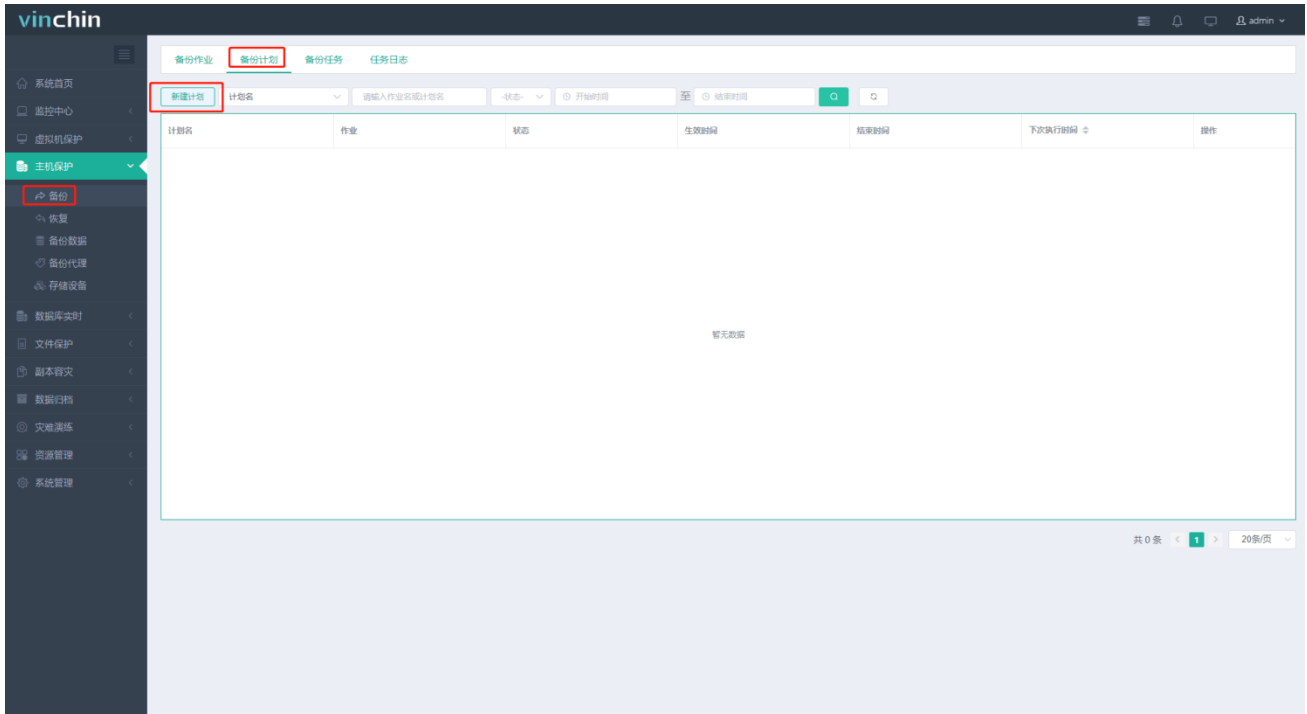 vinchin
admin
备份作业 备份计划 备份任务 任务日志
系统首页
新建计划 计划名 请输入作业名或计划名 -状态- 开始时间 至 结束时间
监控中心
计划名 作业 状态 生效时间 结束时间 下次执行时间 操作
虚拟机保护
主机保护
备份
恢复
备份数据
备份代理
存储设备
数据库实时
暂无数据
文件保护
副本容灾
数据归档
灾难演练
资源管理
系统管理
共 0 条 1 20条/页